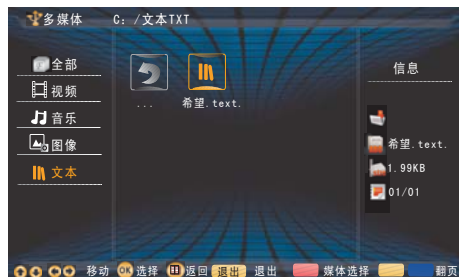 多媒体 C: /文本TXT
全部
视频
音乐
图像
文本
...
希望.text.
信息
希望.text.
1.99KB
01/01
移动 OK 选择 返回 退出 退出 媒体选择 翻页